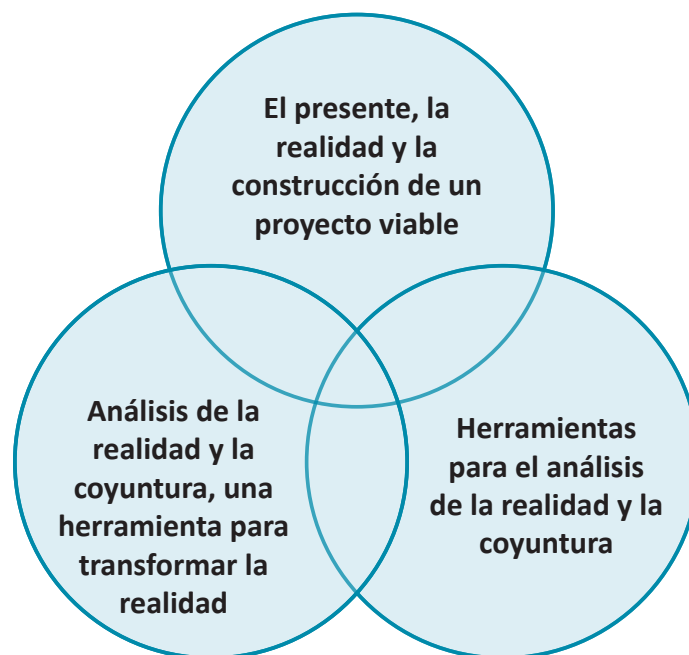 El presente, la
realidad y la
construcción de un
proyecto viable
Análisis de la
realidad y la
coyuntura, una
herramienta para
transformar la
realidad
Herramientas
para el análisis
de la realidad y la
coyuntura